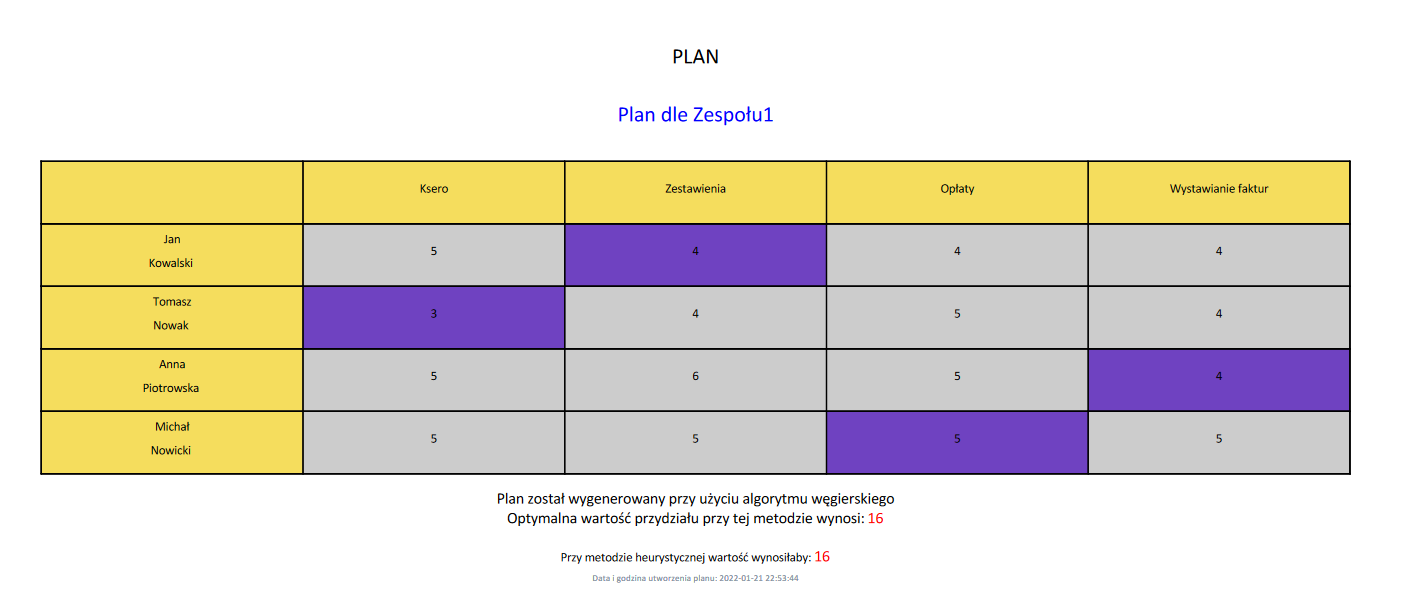 PLAN
Plan dle Zespołu1
Ksero Zestawienia Opłaty Wystawianie faktur
Jan
Kowalski
5 4 4 4
Tomasz
Nowak
3 4 5 4
Anna
Piotrowska
5 6 5 4
Michał
Nowicki
5 5 5 5
Plan został wygenerowany przy użyciu algorytmu węgierskiego
Optymalna wartość przydziału przy tej metodzie wynosi: 16
Przy metodzie heurystycznej wartość wynosiłaby: 16
Data i godzina utworzenia planu: 2022-01-21 22:53:44